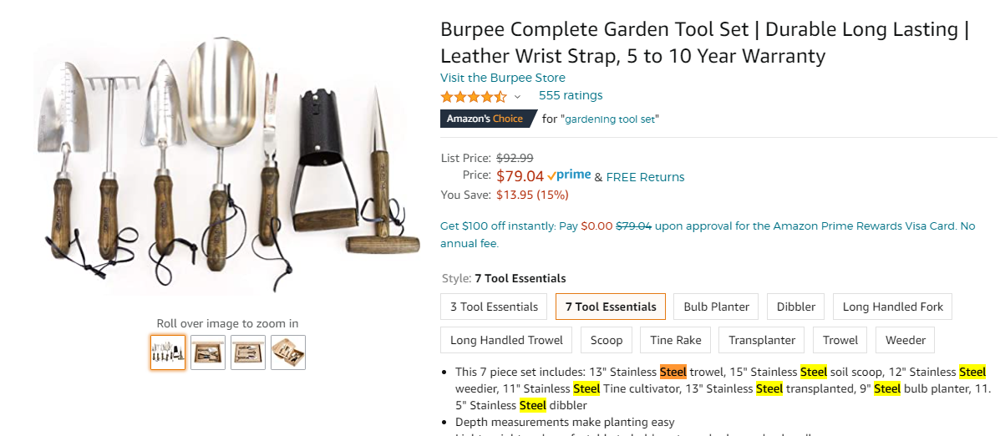 Burpee Complete Garden Tool Set | Durable Long Lasting |
Leather Wrist Strap, 5 to 10 Year Warranty
Visit the Burpee Store
555 ratings
Amazon's Choice for "gardening tool set"
List Price: $92.99
Price: $79.04 prime & FREE Returns
You Save: $13.95 (15%)
Get $100 off instantly: Pay $0.00 $79.04 upon approval for the Amazon Prime Rewards Visa Card. No
annual fee.
Style: 7 Tool Essentials
3 Tool Essentials 7 Tool Essentials Bulb Planter Dibbler Long Handled Fork
Roll over image to zoom in
Long Handled Trowel Scoop Tine Rake Transplanter Trowel Weeder
This 7 piece set includes: 13" Stainless Steel trowel, 15" Stainless Steel soil scoop, 12" Stainless Steel
weedier, 11" Stainless Steel Tine cultivator, 13" Stainless Steel transplanted, 9" Steel bulb planter, 11.
5" Stainless Steel dibbler
Depth measurements make planting easy